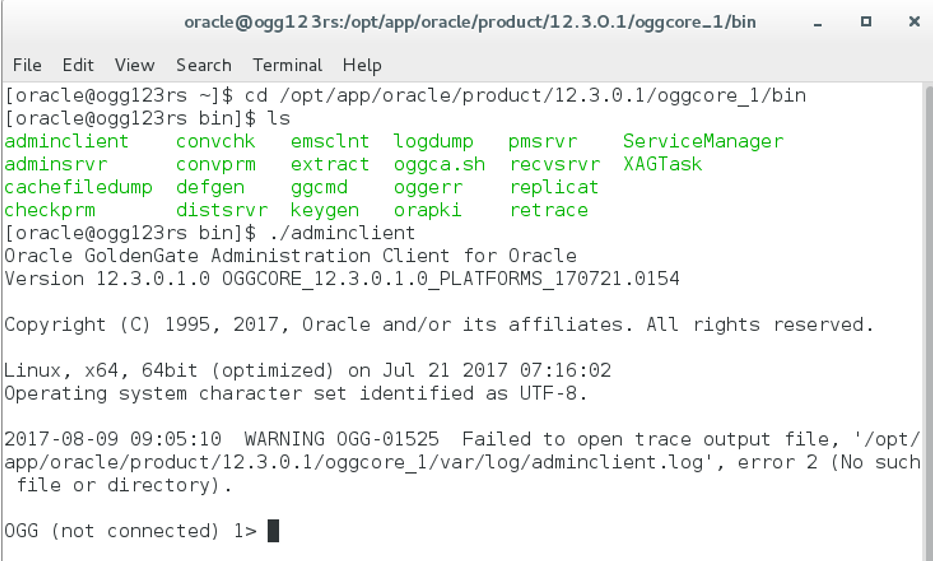 oracle@ogg123rs:/opt/app/oracle/product/12.3.0.1/oggcore_1/bin
File Edit View Search Terminal Help
[oracle@ogg123rs ~]$ cd /opt/app/oracle/product/12.3.0.1/oggcore_1/bin
[oracle@ogg123rs bin]$ ls
adminclient convchk emsclnt logdump pmsrvr ServiceManager
adminsrvr convprm extract oggca.sh recvsrvr XAGTask
cachefiledump defgen ggcmd oggerr replicat
checkprm distsrvr keygen orapki retrace
[oracle@ogg123rs bin]$ ./adminclient
Oracle GoldenGate Administration Client for Oracle
Version 12.3.0.1.0 OGGCORE_12.3.0.1.0_PLATFORMS_170721.0154
Copyright (C) 1995, 2017, Oracle and/or its affiliates. All rights reserved.
Linux, x64, 64bit (optimized) on Jul 21 2017 07:16:02
Operating system character set identified as UTF-8.
2017-08-09 09:05:10  WARNING OGG-01525  Failed to open trace output file, '/opt/
app/oracle/product/12.3.0.1/oggcore_1/var/log/adminclient.log', error 2 (No such
file or directory).
OGG (not connected) 1>